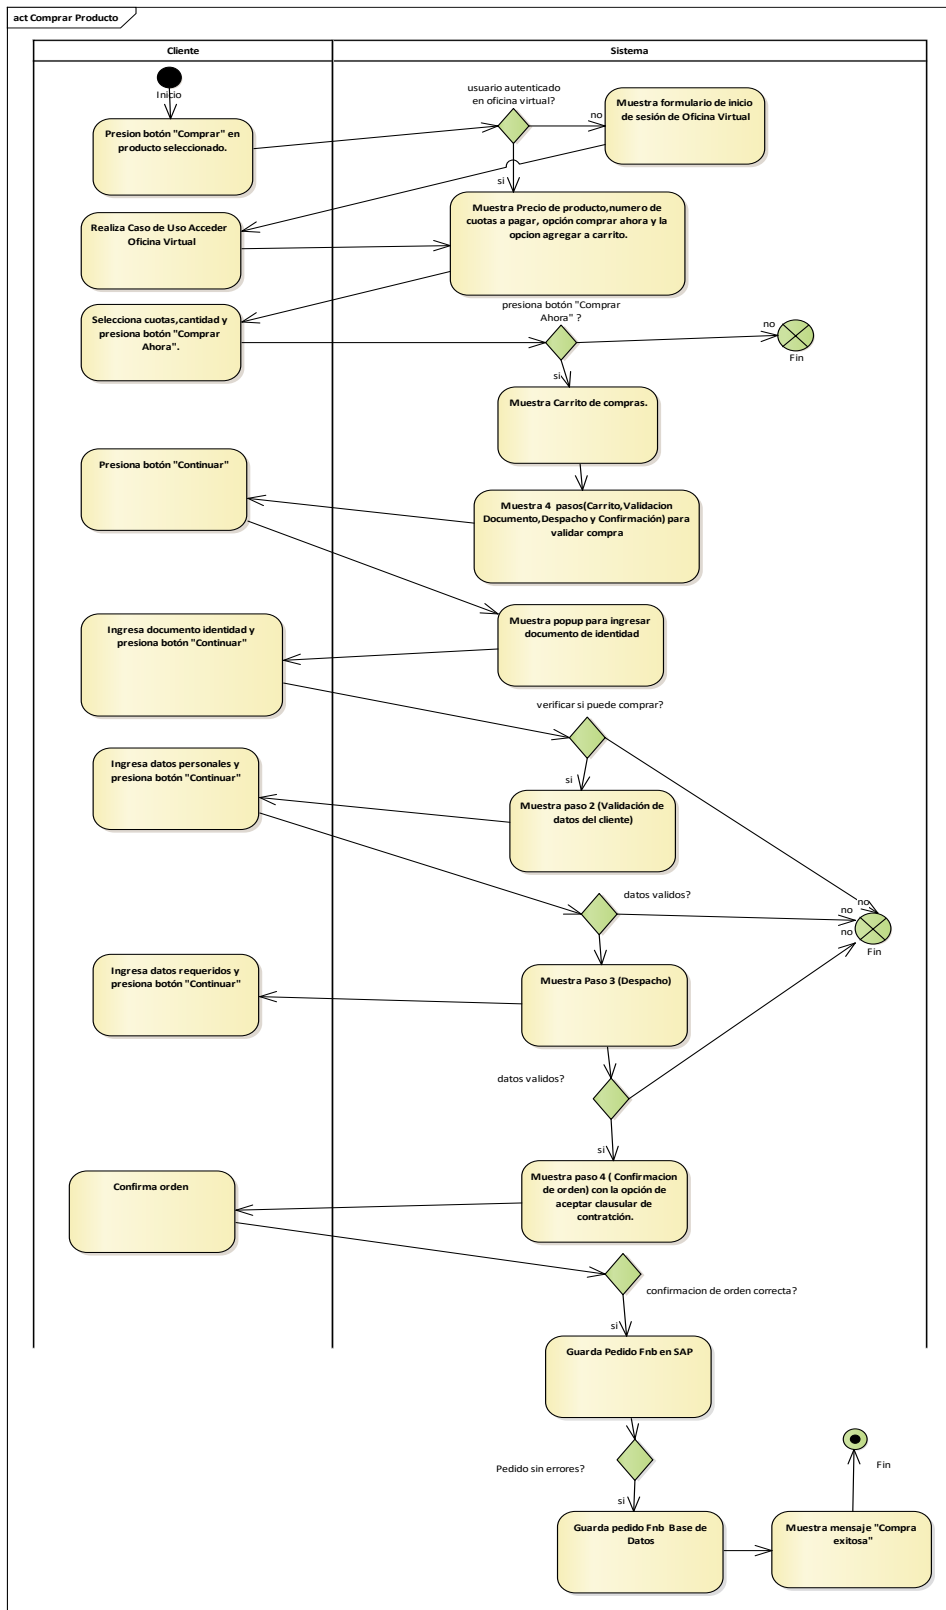 act Comprar Producto
Cliente
Sistema
Inicio
usuario autenticado
en oficina virtual?
no
Muestra formulario de inicio
de sesión de Oficina Virtual
Presion botón "Comprar" en
producto seleccionado.
si
Muestra Precio de producto,numero de
cuotas a pagar, opción comprar ahora y la
opcion agregar a carrito.
Realiza Caso de Uso Acceder
Oficina Virtual
presiona botón "Comprar
Ahora" ?
no
Fin
Selecciona cuotas,cantidad y
presiona botón "Comprar
Ahora".
si
Muestra Carrito de compras.
Presiona botón "Continuar"
Muestra 4 pasos(Carrito,Validacion
Documento,Despacho y Confirmación) para
validar compra
Muestra popup para ingresar
documento de identidad
Ingresa documento identidad y
presiona botón "Continuar"
verificar si puede comprar?
si
Ingresa datos personales y
presiona botón "Continuar"
Muestra paso 2 (Validación de
datos del cliente)
datos validos?
no
no
no
Fin
Ingresa datos requeridos y
presiona botón "Continuar"
Muestra Paso 3 (Despacho)
datos validos?
si
Muestra paso 4 ( Confirmacion
de orden) con la opción de
aceptar clausular de
contratción.
Confirma orden
confirmacion de orden correcta?
si
Guarda Pedido Fnb en SAP
Pedido sin errores?
si
Fin
Guarda pedido Fnb Base de
Datos
Muestra mensaje "Compra
exitosa"